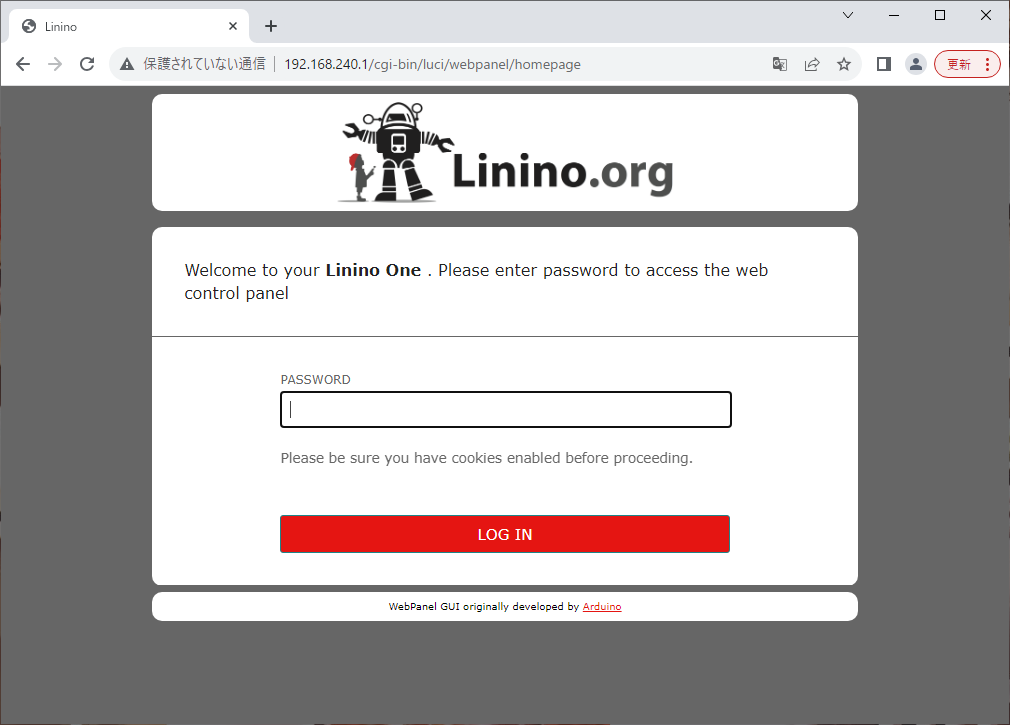 Linino
保護されていない通信 192.168.240.1/cgi-bin/luci/webpanel/homepage 更新
Linino.org
Welcome to your Linino One . Please enter password to access the web
control panel
PASSWORD
Please be sure you have cookies enabled before proceeding.
LOG IN
WebPanel GUI originally developed by Arduino